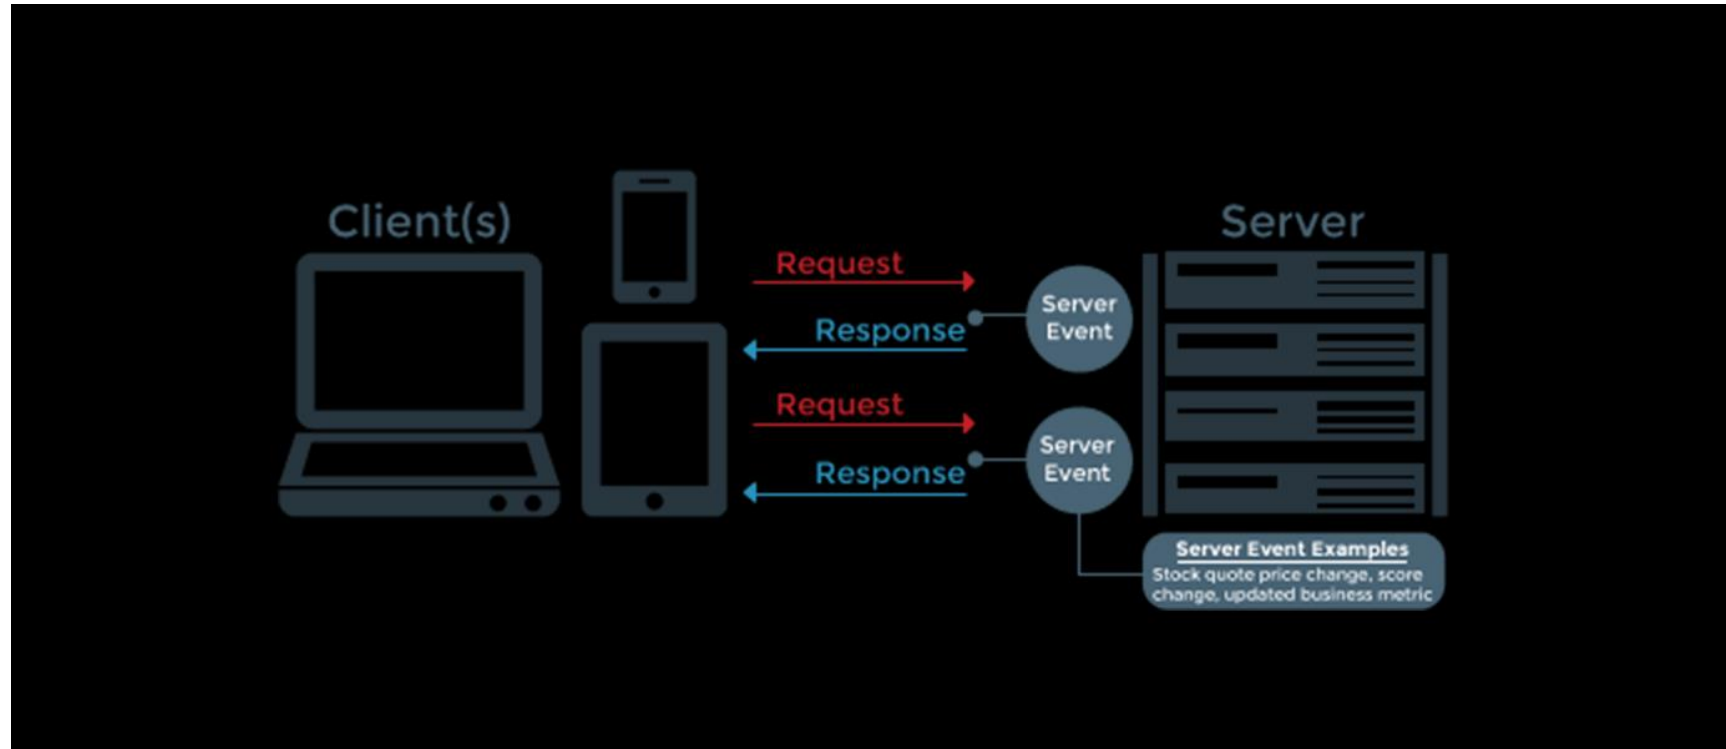 Client(s)
Server
Request
Server
Event
Response
Request
Server
Event
Response
Server Event Examples
Stock quote price change, score
change, updated business metric